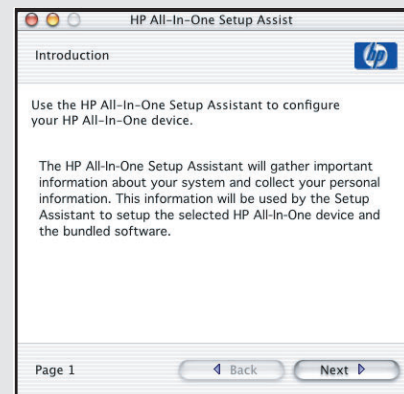 HP All-In-One Setup Assist
Introduction
hp
Use the HP All-In-One Setup Assistant to configure
your HP All-In-One device.
The HP All-In-One Setup Assistant will gather important
information about your system and collect your personal
information. This information will be used by the Setup
Assistant to setup the selected HP All-In-One device and
the bundled software.
Page 1
Back
Next